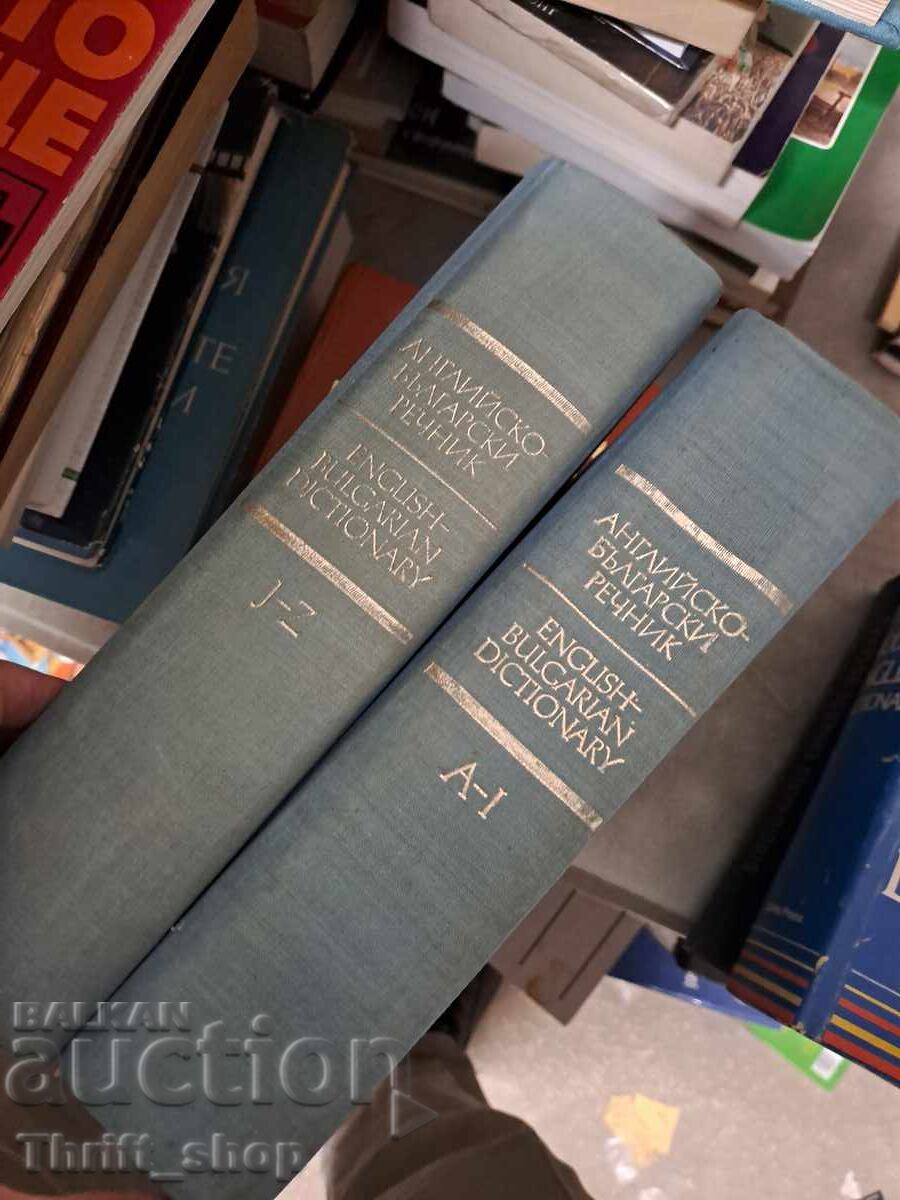 АНГЛИЙСКО-
БЪЛГАРСКИ
РЕЧНИК
ENGLISH-
BULGARIAN
DICTIONARY
J-Z
АНГЛИЙСКО-
БЪЛГАРСКИ
РЕЧНИК
ENGLISH-
BULGARIAN
DICTIONARY
A-I
BALKAN
auction
Thrift_shop